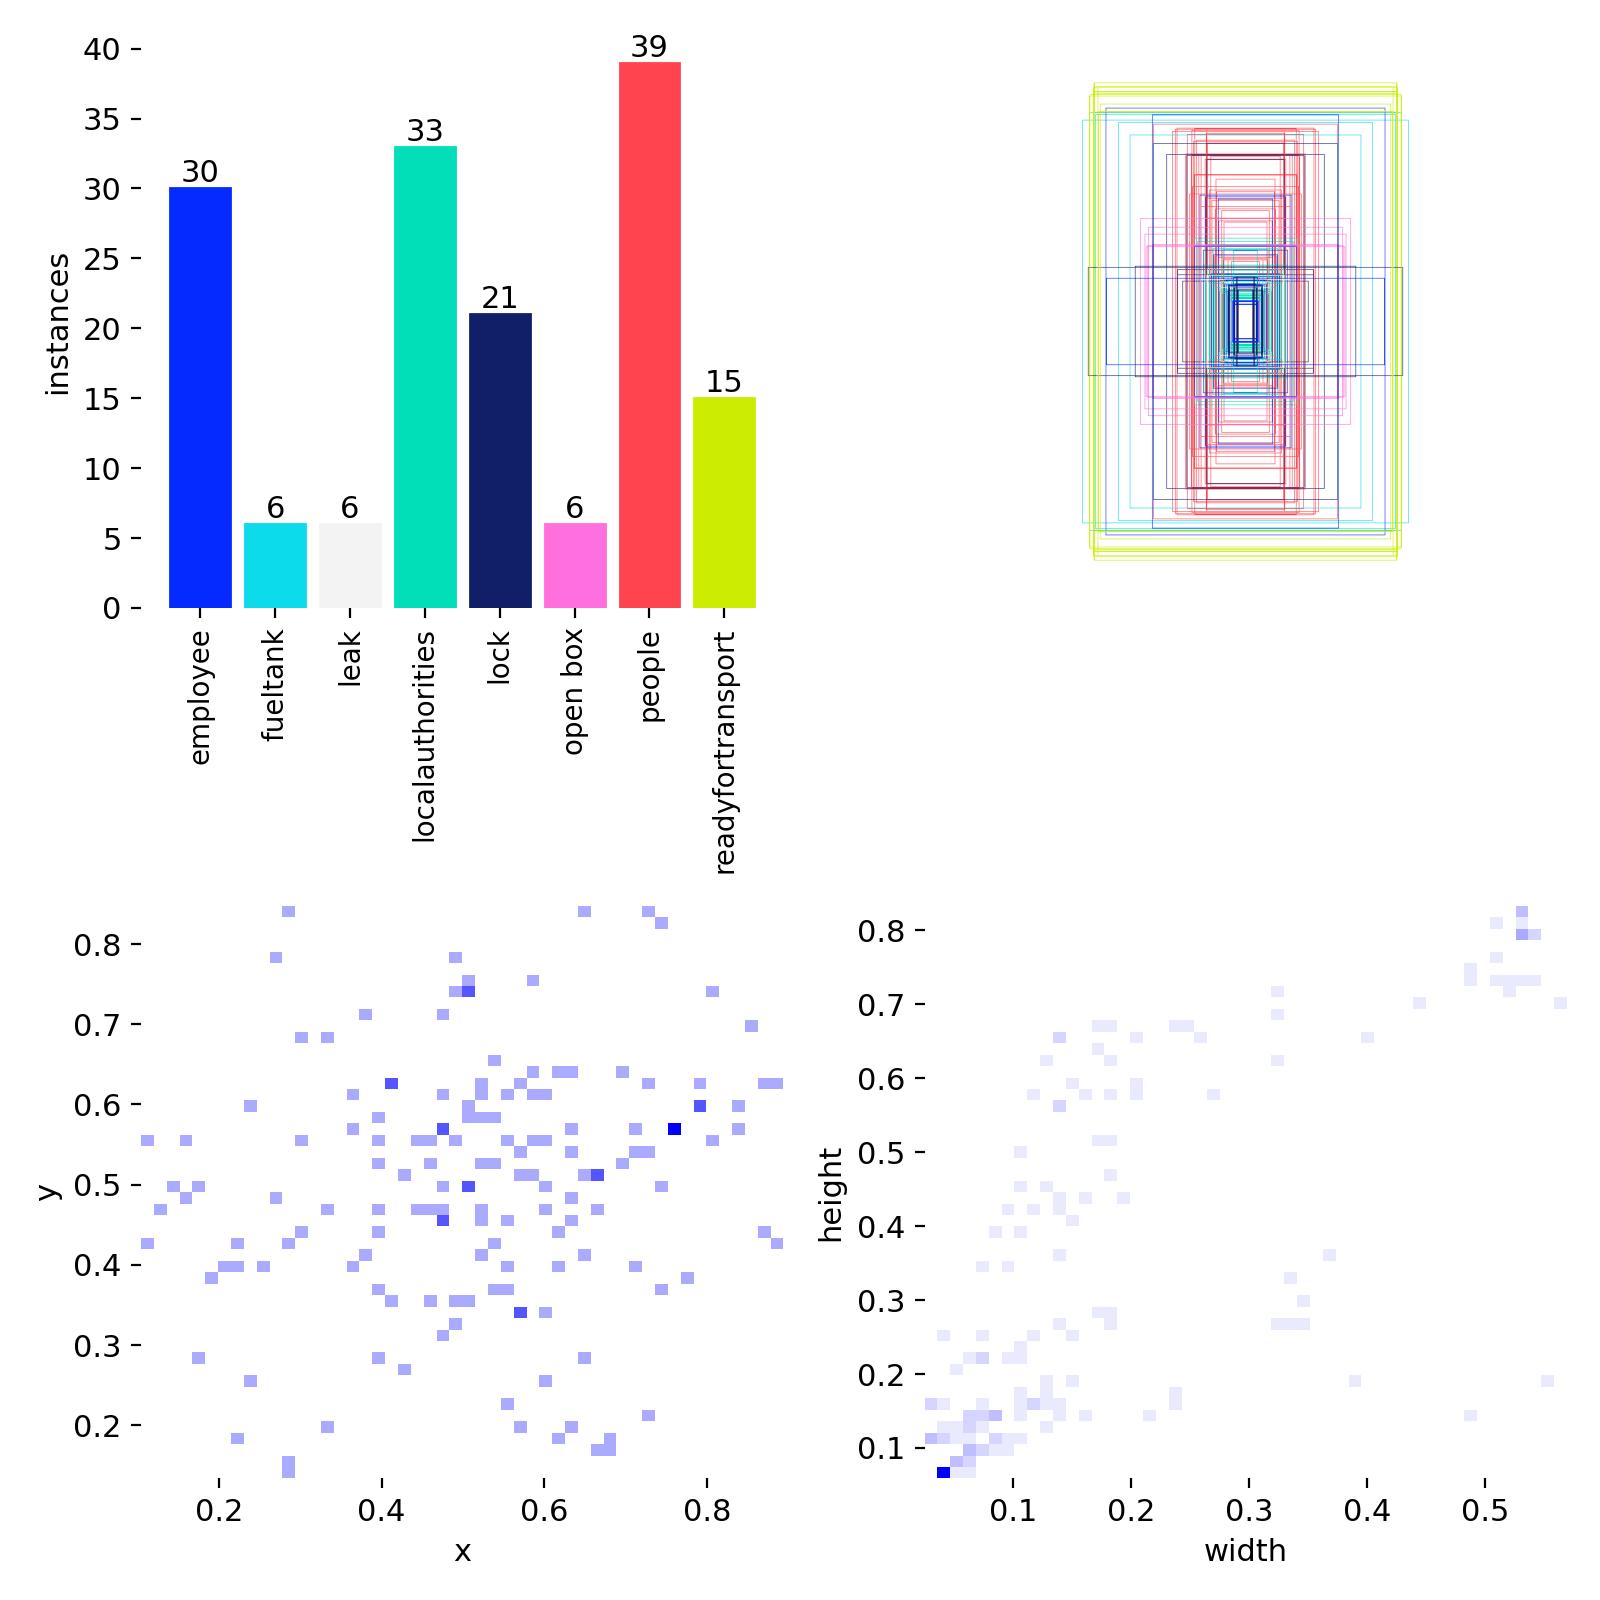 40
35
30
25
20
15
10
5
0
instances
30
6
6
33
21
6
39
15
employee
fueltank
leak
localauthorities
lock
open box
people
readyfortransport
0.8
0.7
0.6
0.5
0.4
0.3
0.2
y
0.2 0.4 0.6 0.8
x
0.8
0.7
0.6
0.5
0.4
0.3
0.2
0.1
height
0.1 0.2 0.3 0.4 0.5
width